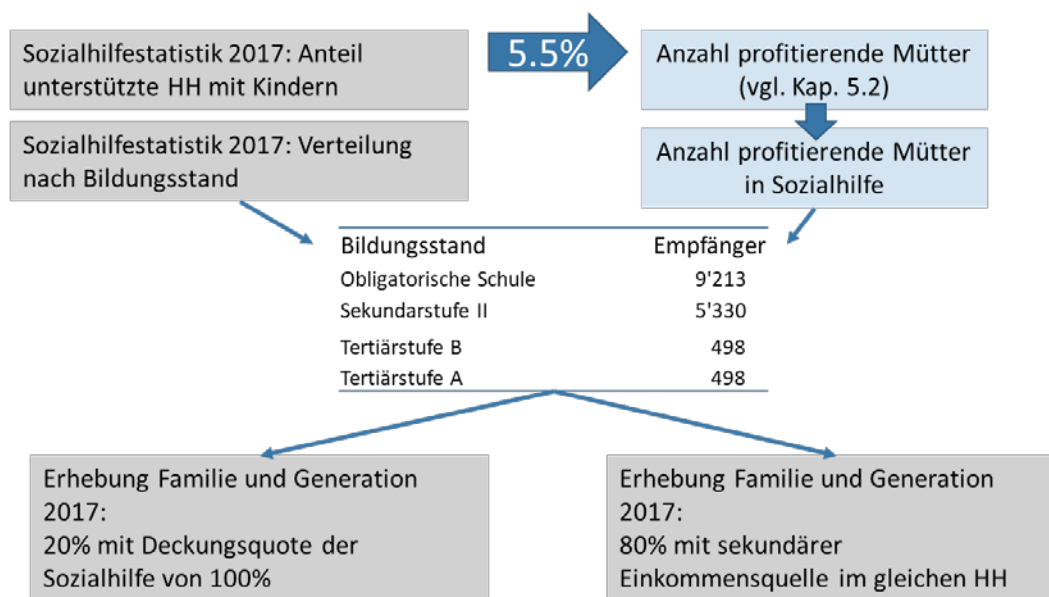 Sozialhilfestatistik 2017: Anteil
unterstützte HH mit Kindern
5.5%
Anzahl profitierende Mütter
(vgl. Kap. 5.2)
Sozialhilfestatistik 2017: Verteilung
nach Bildungsstand
Anzahl profitierende Mütter
in Sozialhilfe
Bildungsstand Empfänger
Obligatorische Schule 9'213
Sekundarstufe II 5'330
Tertiärstufe B 498
Tertiärstufe A 498
Erhebung Familie und Generation
2017:
20% mit Deckungsquote der
Sozialhilfe von 100%
Erhebung Familie und Generation
2017:
80% mit sekundärer
Einkommensquelle im gleichen HH